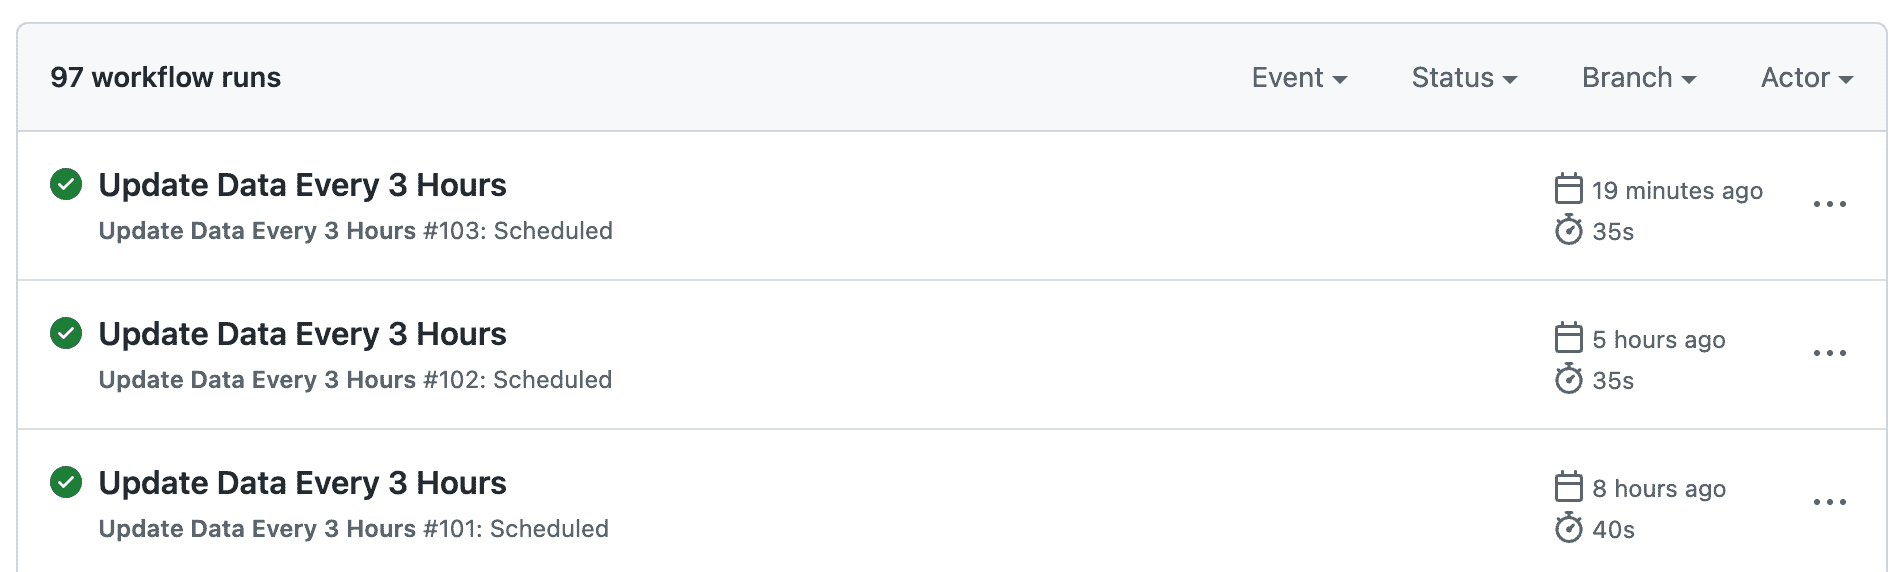 97 workflow runs
Event
Status
Branch
Actor
Update Data Every 3 Hours
Update Data Every 3 Hours #103: Scheduled
19 minutes ago
35s
Update Data Every 3 Hours
Update Data Every 3 Hours #102: Scheduled
5 hours ago
35s
Update Data Every 3 Hours
Update Data Every 3 Hours #101: Scheduled
8 hours ago
40s